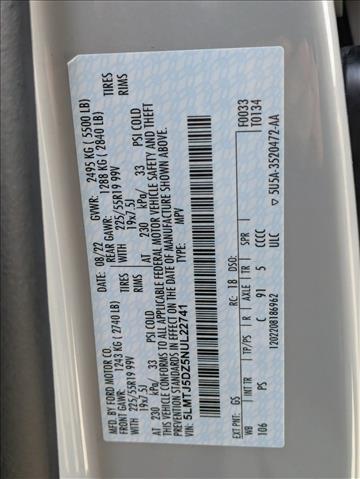 MFD. BY FORD MOTOR CO.
DATE: 08/22 GVWR: 2495 KG ( 5500 LB)
FRONT GAWR: 1243 KG ( 2740 LB) REAR GAWR: 1288 KG ( 2840 LB)
WITH 225/55R19 99V WITH 225/55R19 99V TIRES
19x7.5J 19x7.5J RIMS
AT 230 kPa/ 33 PSI COLD AT 230 kPa/ 33 PSI COLD
THIS VEHICLE CONFORMS TO ALL APPLICABLE FEDERAL MOTOR VEHICLE SAFETY AND THEFT
PREVENTION STANDARDS IN EFFECT ON THE DATE OF MANUFACTURE SHOWN ABOVE.
VIN: 5LMTJ5DZ5NUL22741
TYPE: MPV
F0033
T0134
EXT PNT: G5 RC: 18 DSO:
WB INT TR TP/PS R AXLE TR SPR
106 PS C 91 5 CCCC
1202208186962 ULC
5U5A-3520472-AA